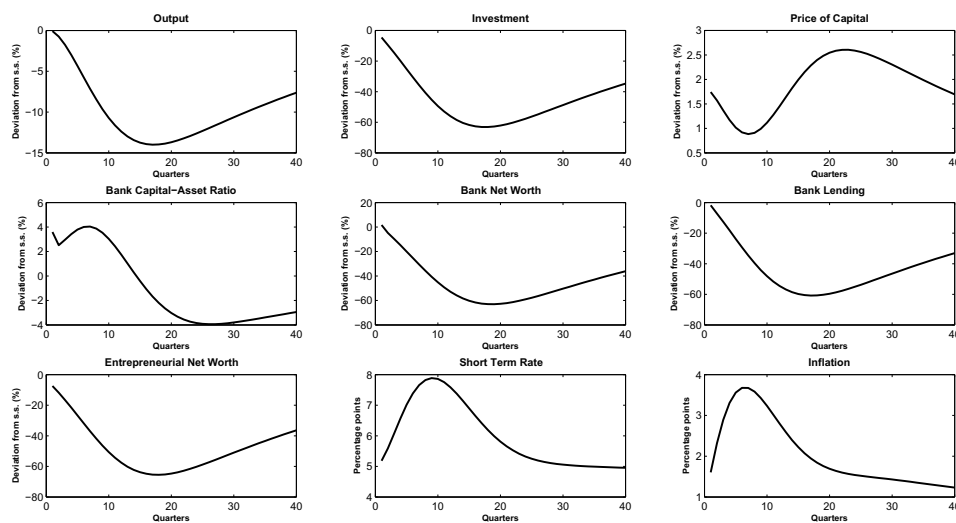 Output
Deviation from s.s. (%)
0
−5
−10
−15
0 10 20 30 40
Quarters
Investment
Deviation from s.s. (%)
0
−20
−40
−60
−80
0 10 20 30 40
Quarters
Price of Capital
Deviation from s.s. (%)
3
2.5
2
1.5
1
0.5
0 10 20 30 40
Quarters
Bank Capital−Asset Ratio
Deviation from s.s. (%)
6
4
2
0
−2
−4
0 10 20 30 40
Quarters
Bank Net Worth
Deviation from s.s. (%)
20
0
−20
−40
−60
−80
0 10 20 30 40
Quarters
Bank Lending
Deviation from s.s. (%)
0
−20
−40
−60
−80
0 10 20 30 40
Quarters
Entrepreneurial Net Worth
Deviation from s.s. (%)
0
−20
−40
−60
−80
0 10 20 30 40
Quarters
Short Term Rate
Percentage points
8
7
6
5
4
0 10 20 30 40
Quarters
Inflation
Percentage points
4
3
2
1
0 10 20 30 40
Quarters